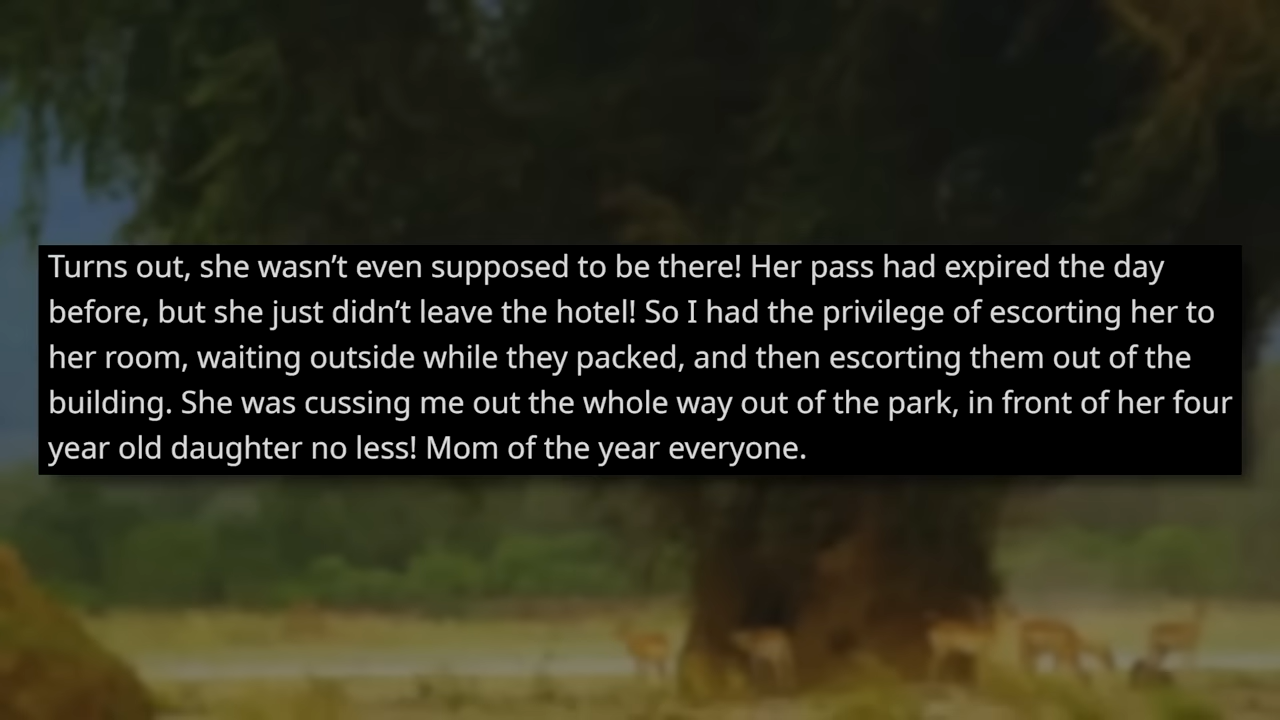 Turns out, she wasn’t even supposed to be there! Her pass had expired the day
before, but she just didn’t leave the hotel! So I had the privilege of escorting her to
her room, waiting outside while they packed, and then escorting them out of the
building. She was cussing me out the whole way out of the park, in front of her four
year old daughter no less! Mom of the year everyone.